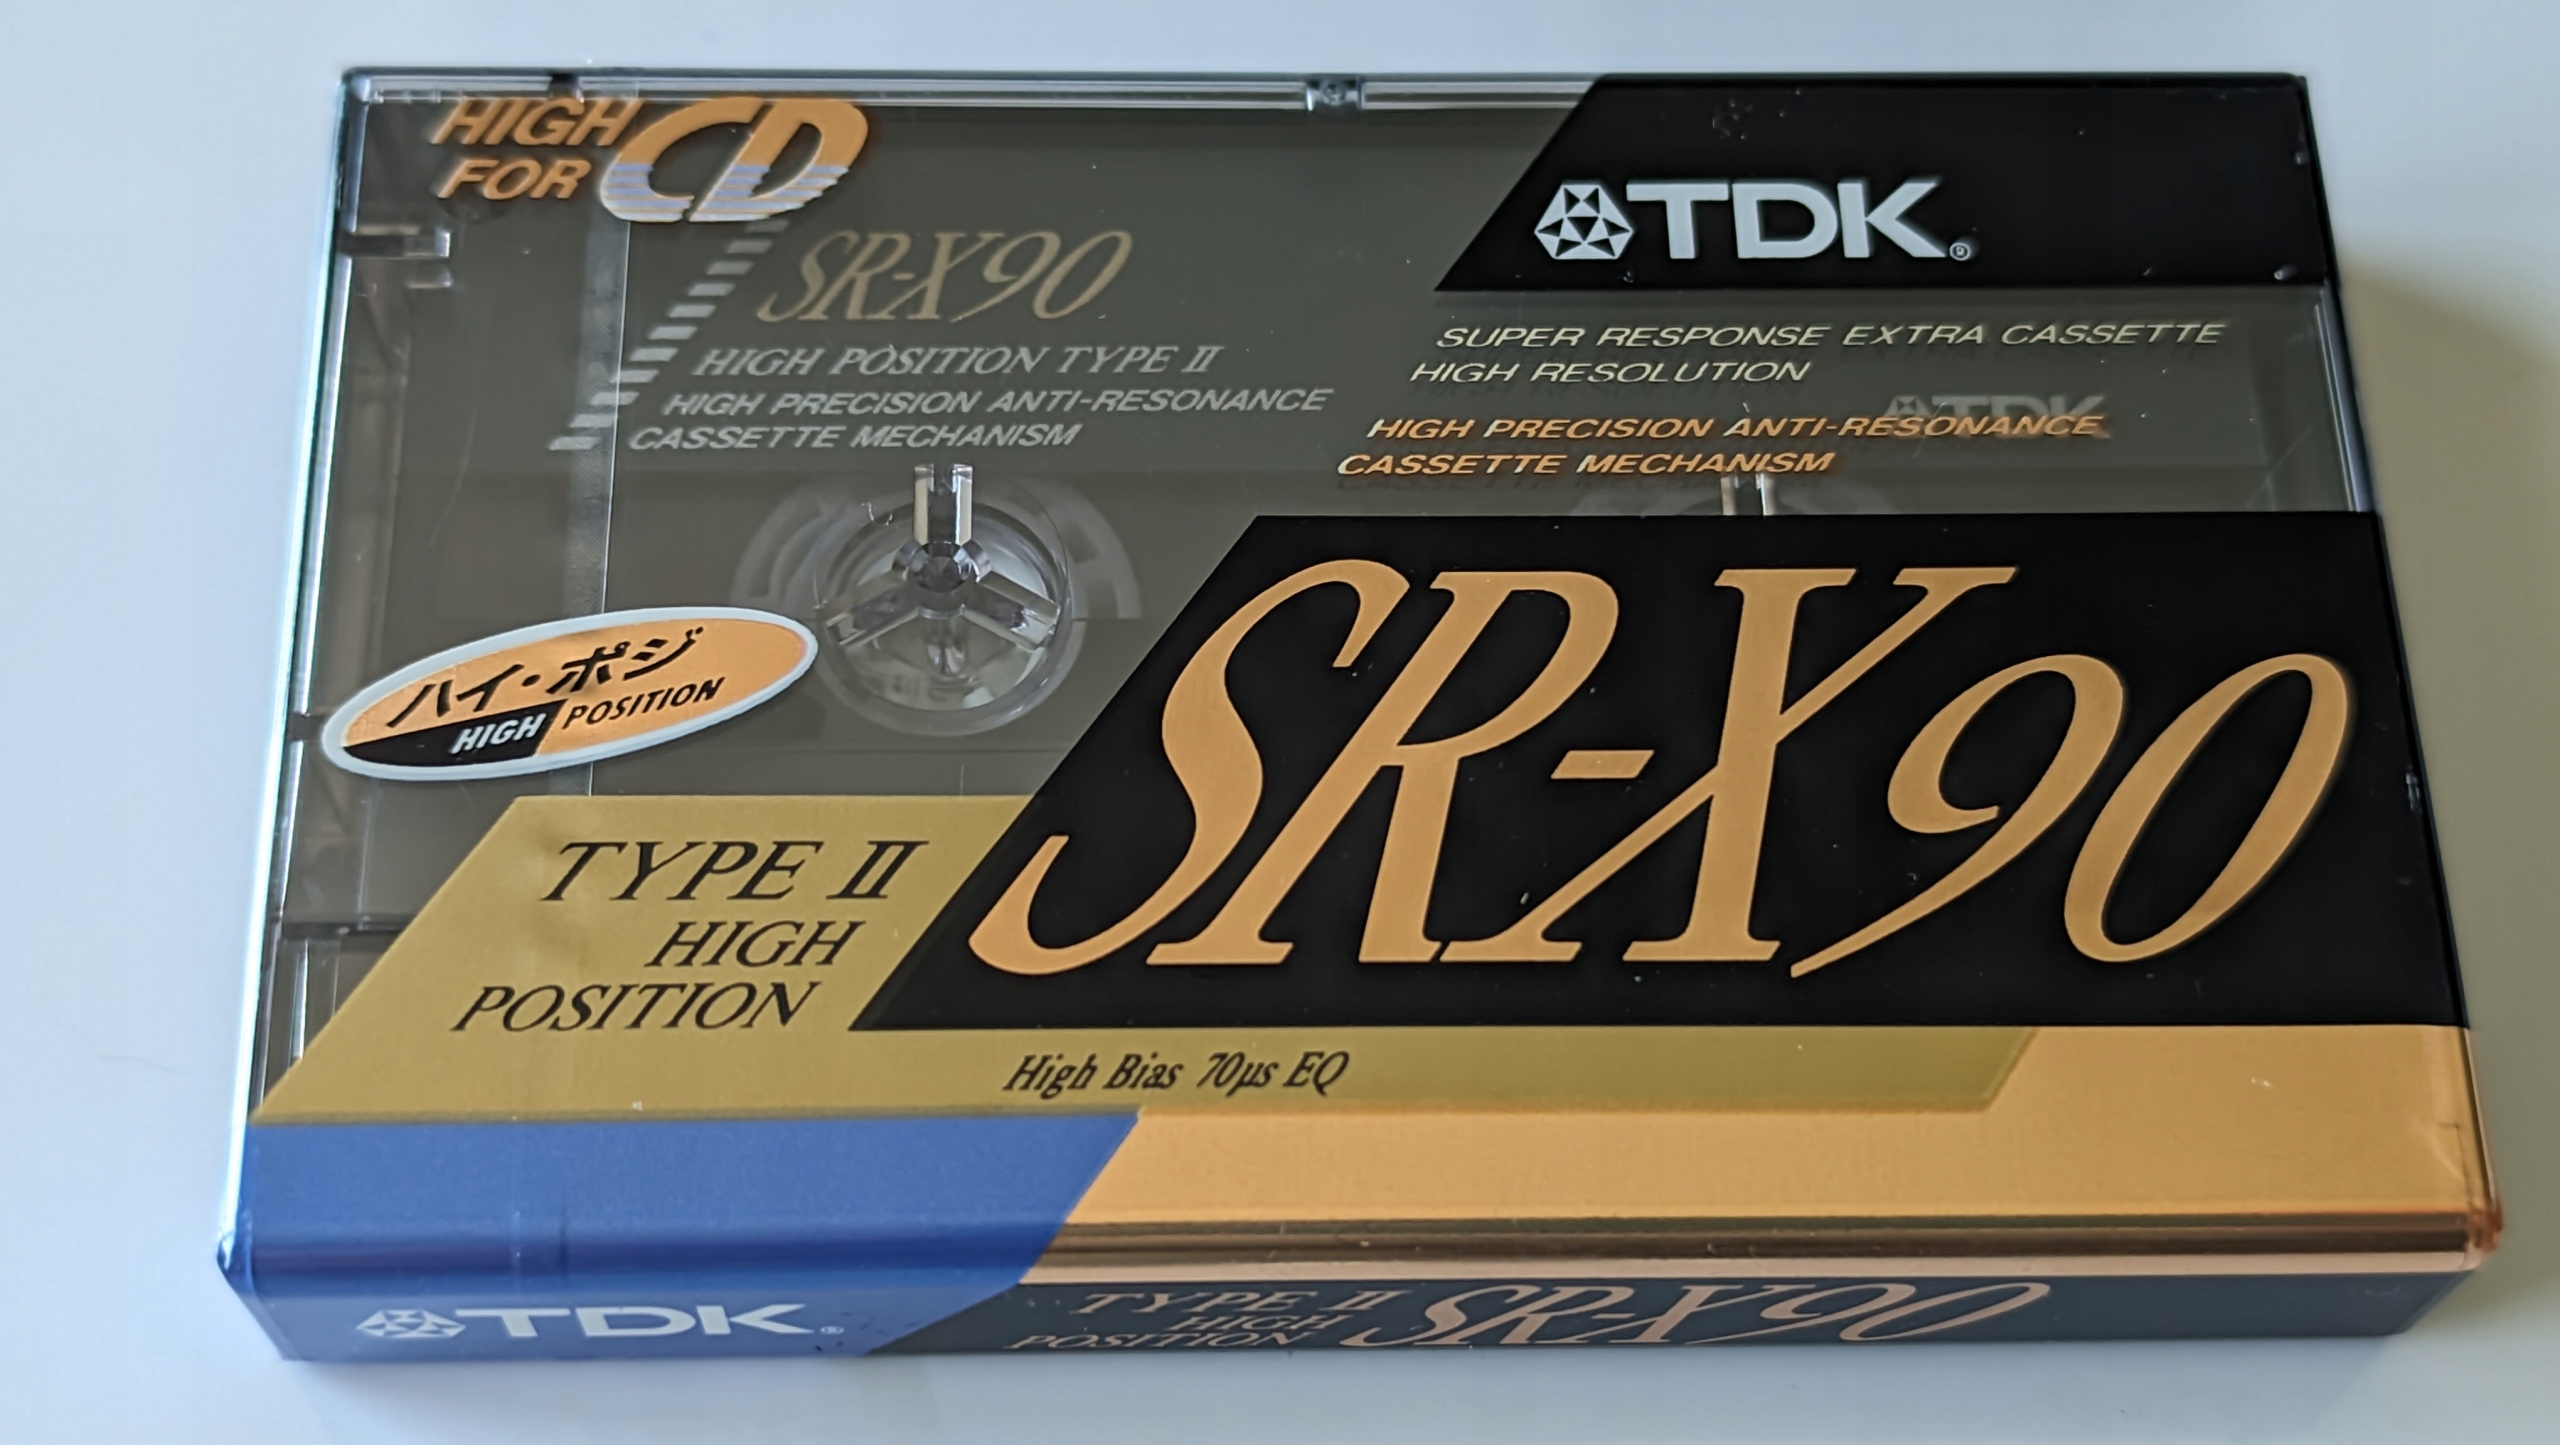 HIGH
FOR CD
SR-X90
HIGH POSITION TYPE II
HIGH PRECISION ANTI-RESONANCE
CASSETTE MECHANISM
TDK®
SUPER RESPONSE EXTRA CASSETTE
HIGH RESOLUTION
TDK
HIGH PRECISION ANTI-RESONANCE
CASSETTE MECHANISM
ハイ・ポジ
HIGH POSITION
SR-X90
TYPE II
HIGH
POSITION
High Bias 70µs EQ
TDK®
TYPE II
HIGH
POSITION
SR-X90